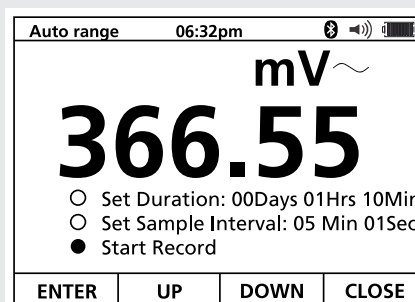 Auto range 06:32pm
mV
366.55
Set Duration: 00Days 01Hrs 10Min
Set Sample Interval: 05 Min 01Sec
Start Record
ENTER UP DOWN CLOSE